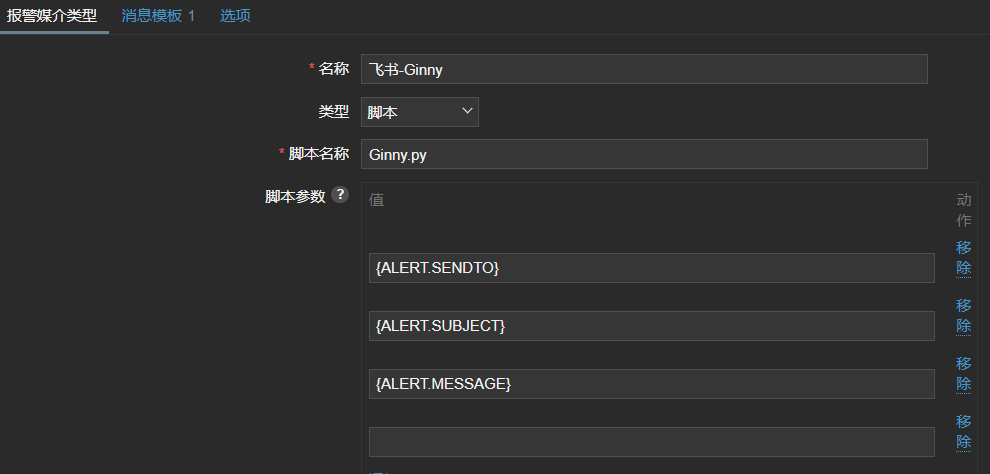 报警媒介类型 消息模板 1 选项
* 名称 飞书-Ginny
类型 脚本
* 脚本名称 Ginny.py
脚本参数 ? 值 动作
{ALERT.SENDTO} 移除
{ALERT.SUBJECT} 移除
{ALERT.MESSAGE} 移除
移除